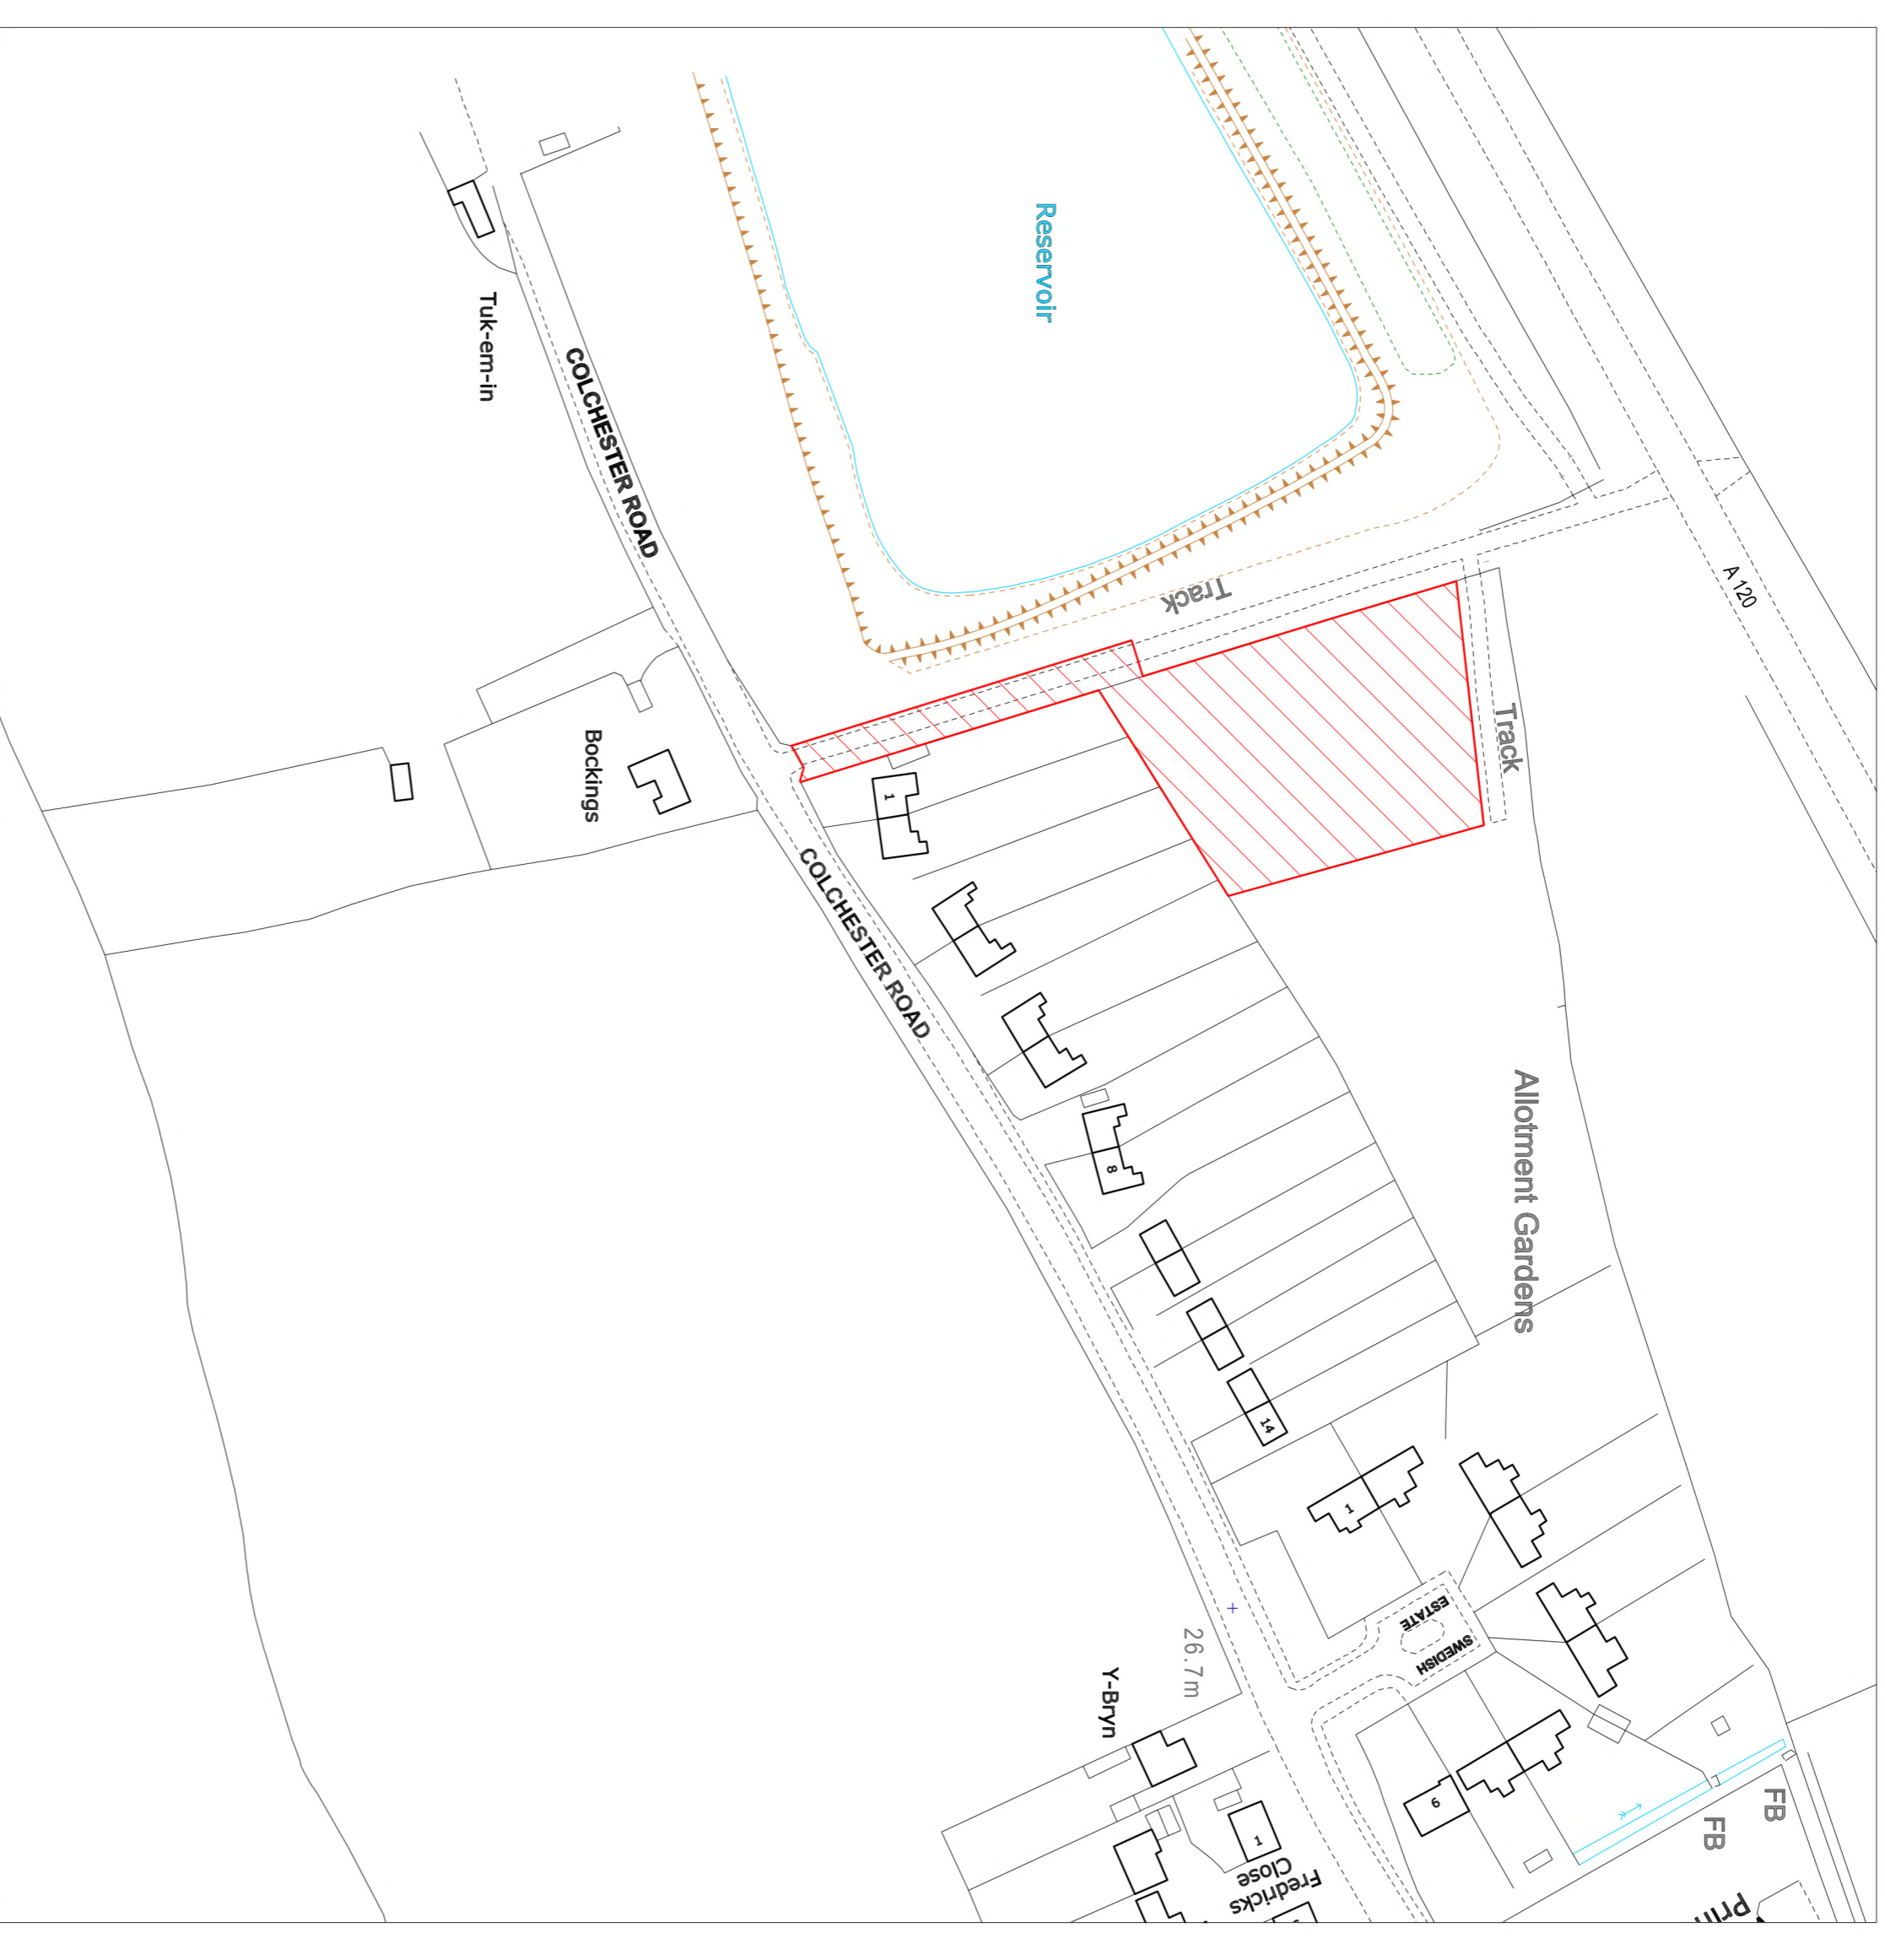 Reservoir
Tuk-em-in
COLCHESTER ROAD
Track
A 120
Track
Bockings
1
COLCHESTER ROAD
Allotment Gardens
8
14
1
ESTATE
SWEDISH
26.7m
Y-Bryn
6
FB
FB
1
Close
Fredricks